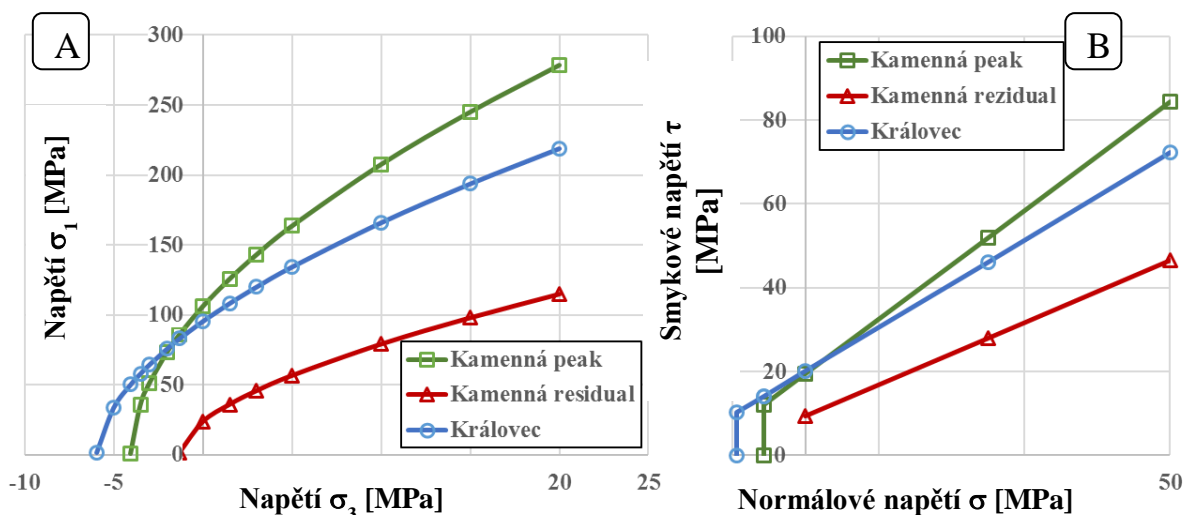 A
300
250
200
150
100
50
0
-10
-5
20
25
Napětí σ1 [MPa]
Napětí σ3 [MPa]
Kamenná peak
Kamenná residual
Královec
B
100
80
60
40
20
0
50
Smykové napětí τ
[MPa]
Normálové napětí σ [MPa]
Kamenná peak
Kamenná rezidual
Královec